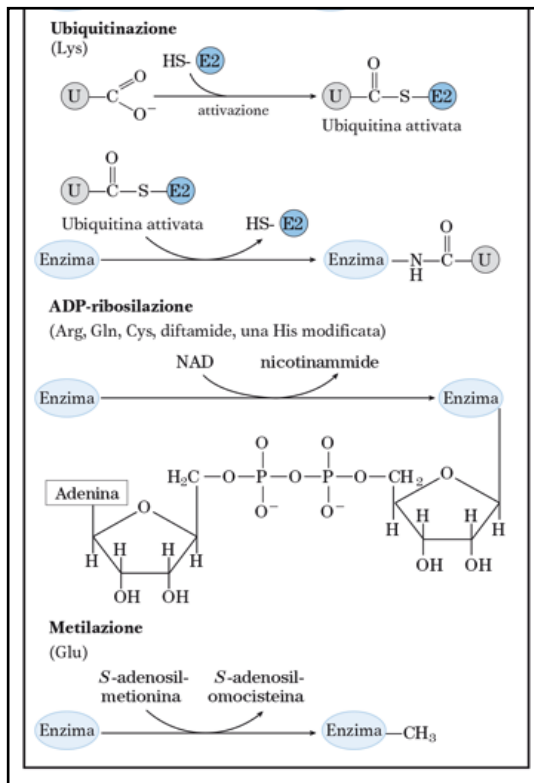 Ubiquitinazione
(Lys)
HS- E2
U C O O−
attivazione
O
U C S E2
Ubiquitina attivata
O
U C S E2
Ubiquitina attivata
HS- E2
Enzima
O
Enzima N H C U
ADP-ribosilazione
(Arg, Gln, Cys, diftamide, una His modificata)
NAD nicotinammide
Enzima Enzima
O O
H2C O P O P O CH2 O
O− O−
Adenina
O
H H H H
OH OH
H H H H
OH OH
Metilazione
(Glu)
S-adenosil-
metionina
S-adenosil-
omocisteina
Enzima Enzima CH3